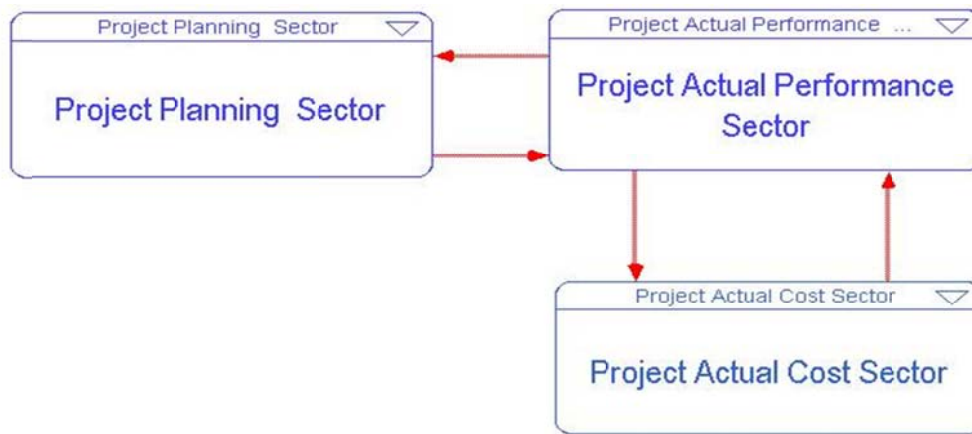 Project Planning  Sector
Project Planning  Sector
Project Actual Performance ...
Project Actual Performance
Sector
Project Actual Cost Sector
Project Actual Cost Sector